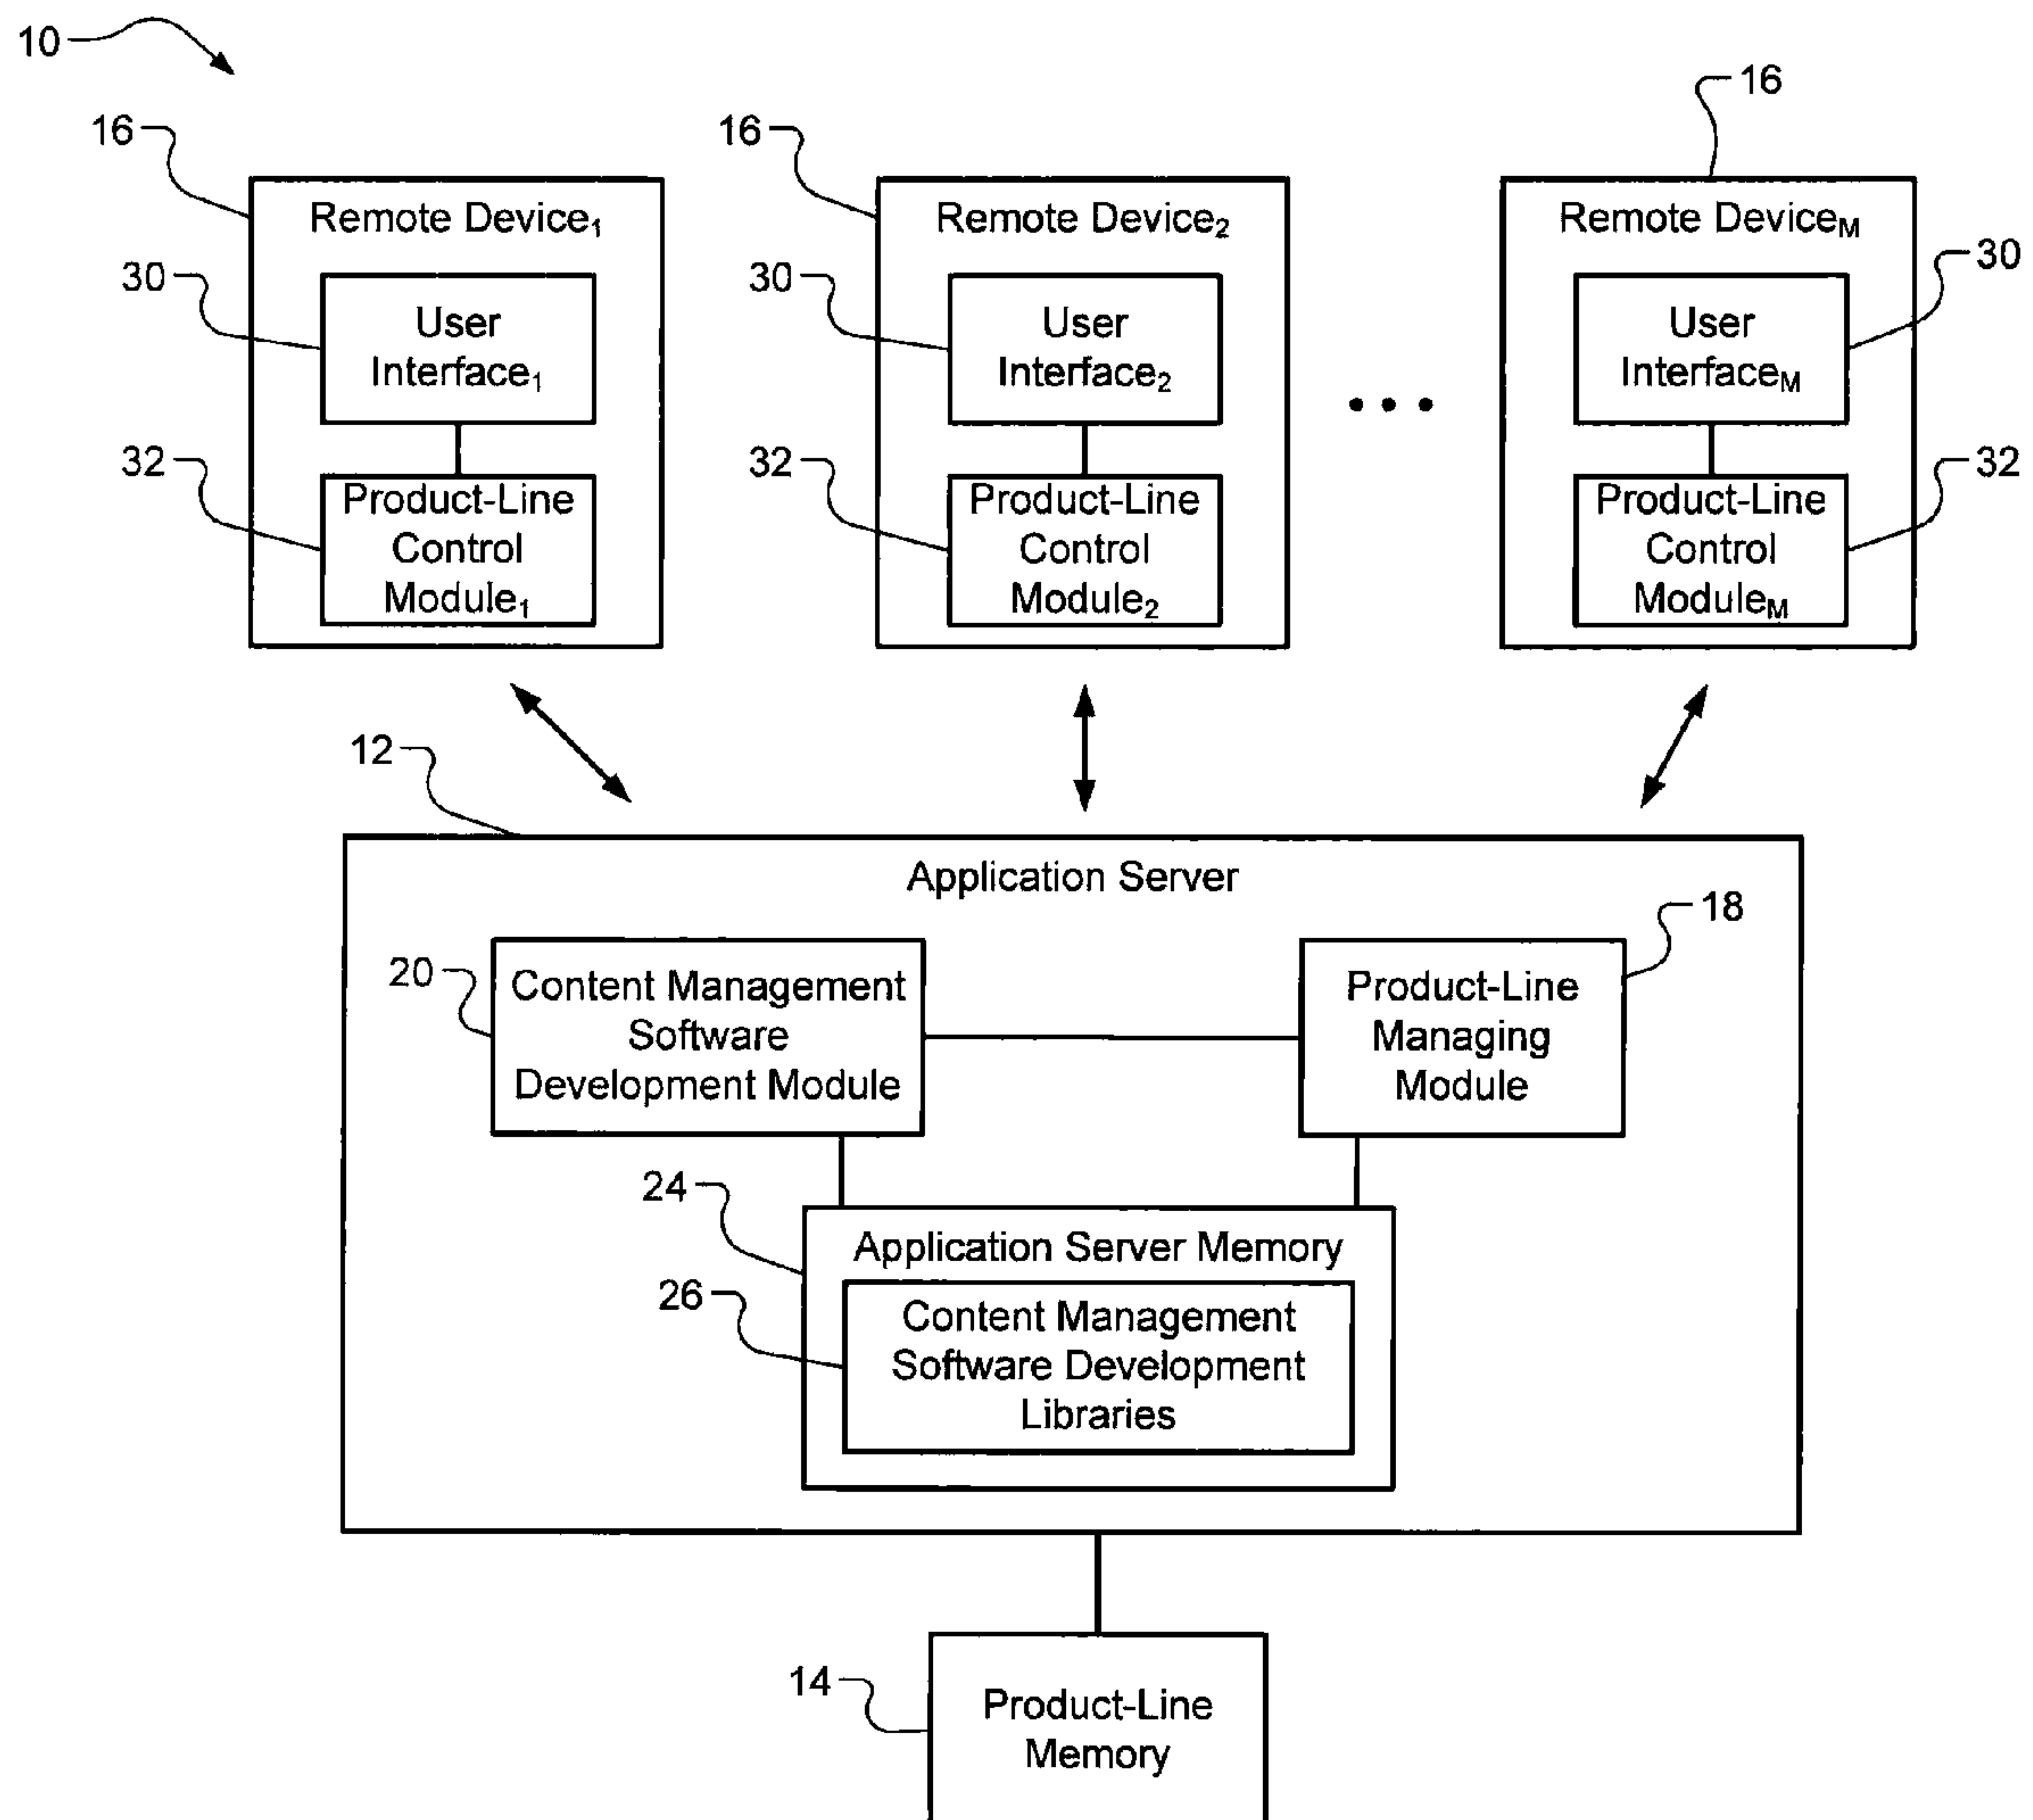 10
16
16
16
Remote Device₁
Remote Device₂
Remote Device_M
30
30
30
User
Interface₁
User
Interface₂
User
Interface_M
32
32
32
Product-Line
Control
Module₁
Product-Line
Control
Module₂
Product-Line
Control
Module_M
12
Application Server
18
20
Content Management
Software
Development Module
Product-Line
Managing
Module
24
Application Server Memory
26
Content Management
Software Development
Libraries
14
Product-Line
Memory